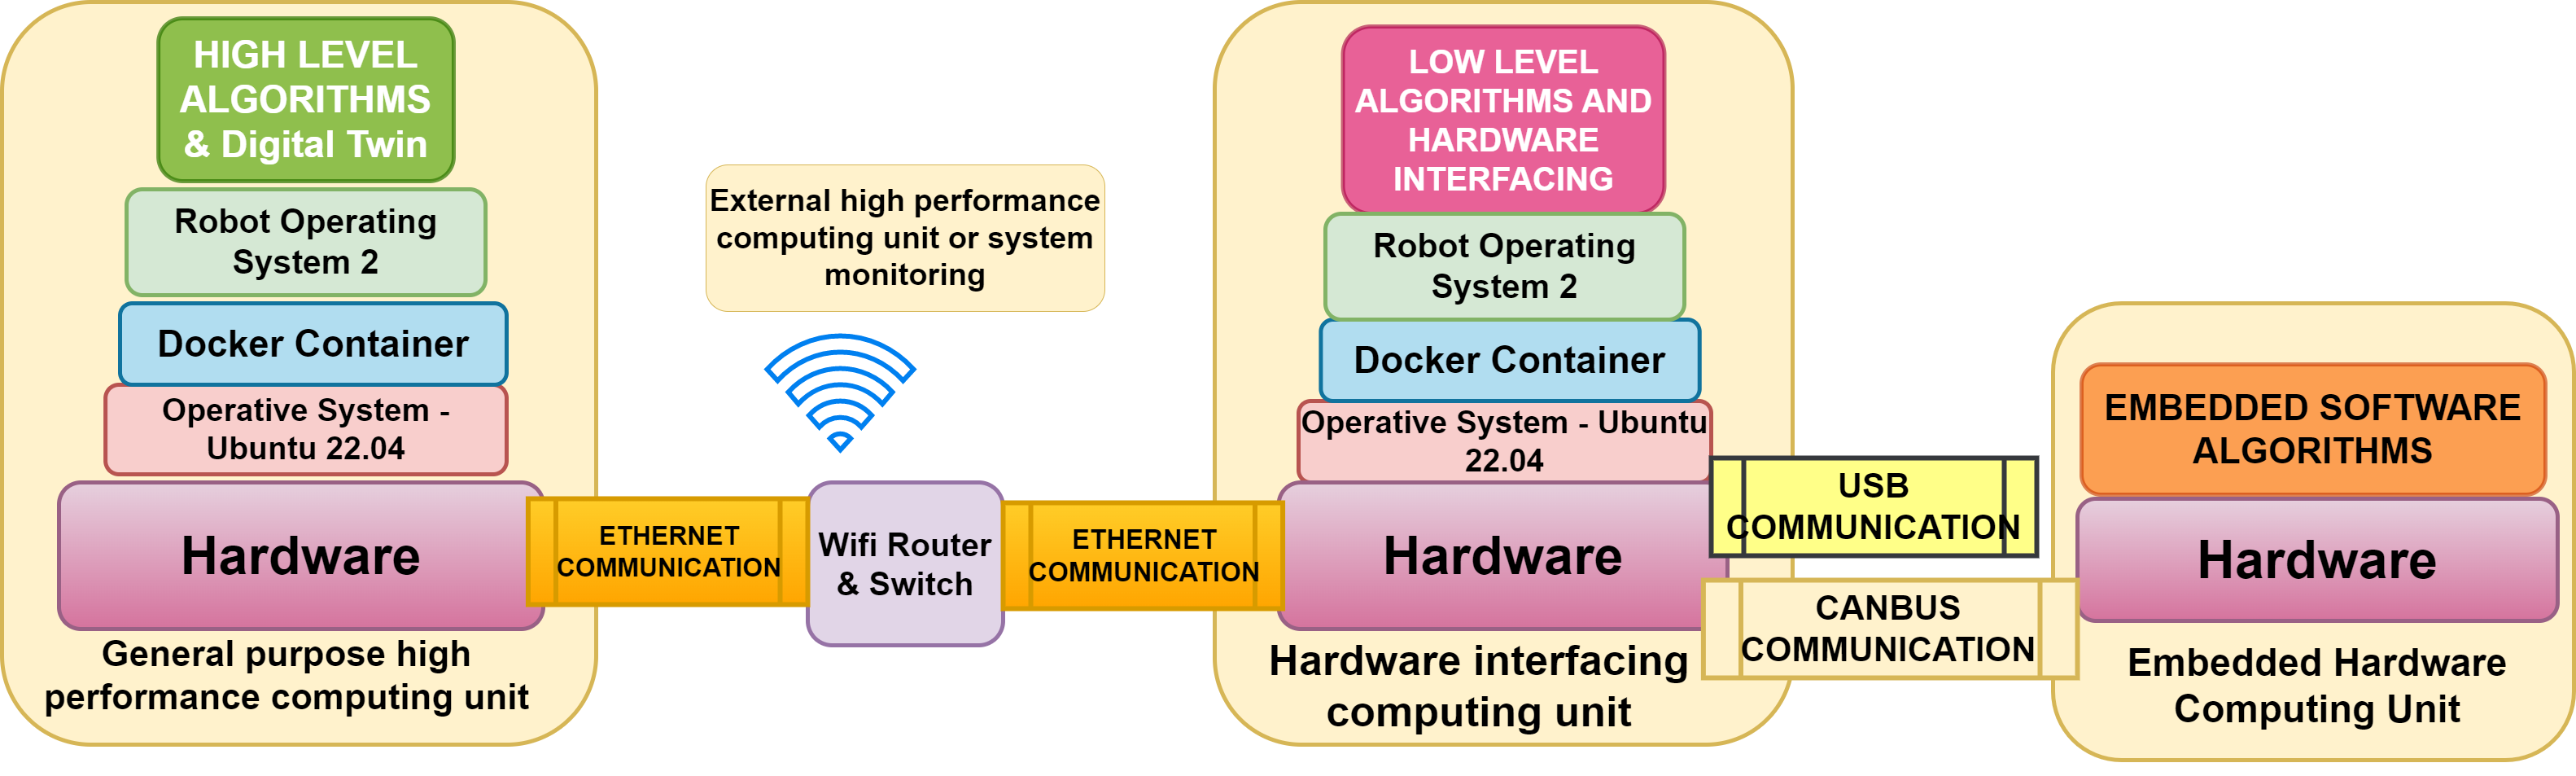 HIGH LEVEL
ALGORITHMS
& Digital Twin
Robot Operating
System 2
Docker Container
Operative System -
Ubuntu 22.04
Hardware
General purpose high
performance computing unit
ETHERNET
COMMUNICATION
External high performance
computing unit or system
monitoring
Wifi Router
& Switch
ETHERNET
COMMUNICATION
LOW LEVEL
ALGORITHMS AND
HARDWARE
INTERFACING
Robot Operating
System 2
Docker Container
Operative System - Ubuntu
22.04
Hardware
Hardware interfacing
computing unit
USB
COMMUNICATION
CANBUS
COMMUNICATION
EMBEDDED SOFTWARE
ALGORITHMS
Hardware
Embedded Hardware
Computing Unit